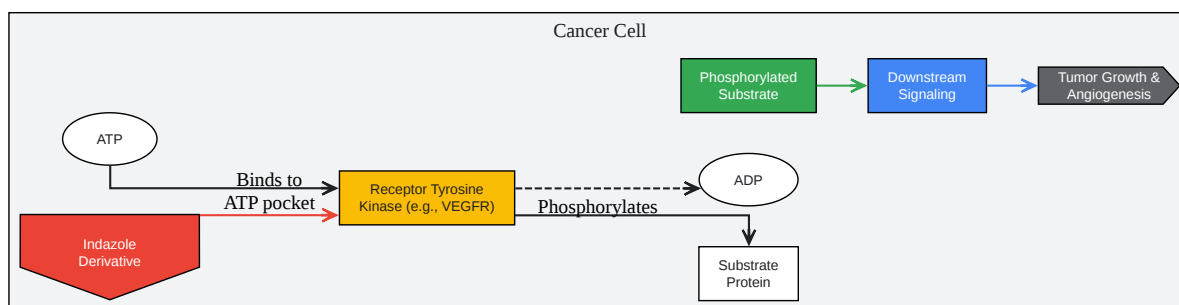 Cancer Cell
Phosphorylated
Substrate
Downstream
Signaling
Tumor Growth &
Angiogenesis
ATP
Binds to
ATP pocket
Receptor Tyrosine
Kinase (e.g., VEGFR)
ADP
Phosphorylates
Indazole
Derivative
Substrate
Protein